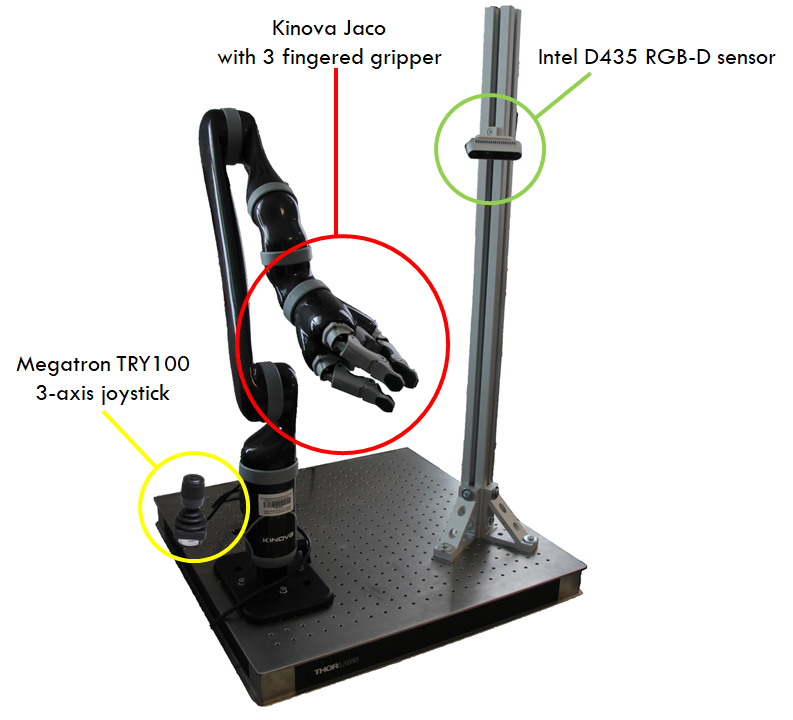 Kinova Jaco
with 3 fingered gripper
Intel D435 RGB-D sensor
Megatron TRY100
3-axis joystick
KINOVA
THORLABS